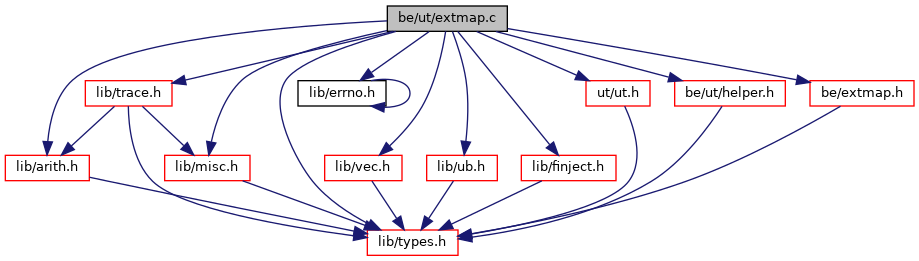 be/ut/extmap.c
lib/trace.h
lib/errno.h
ut/ut.h
be/ut/helper.h
be/extmap.h
lib/arith.h
lib/misc.h
lib/vec.h
lib/ub.h
lib/finject.h
lib/types.h